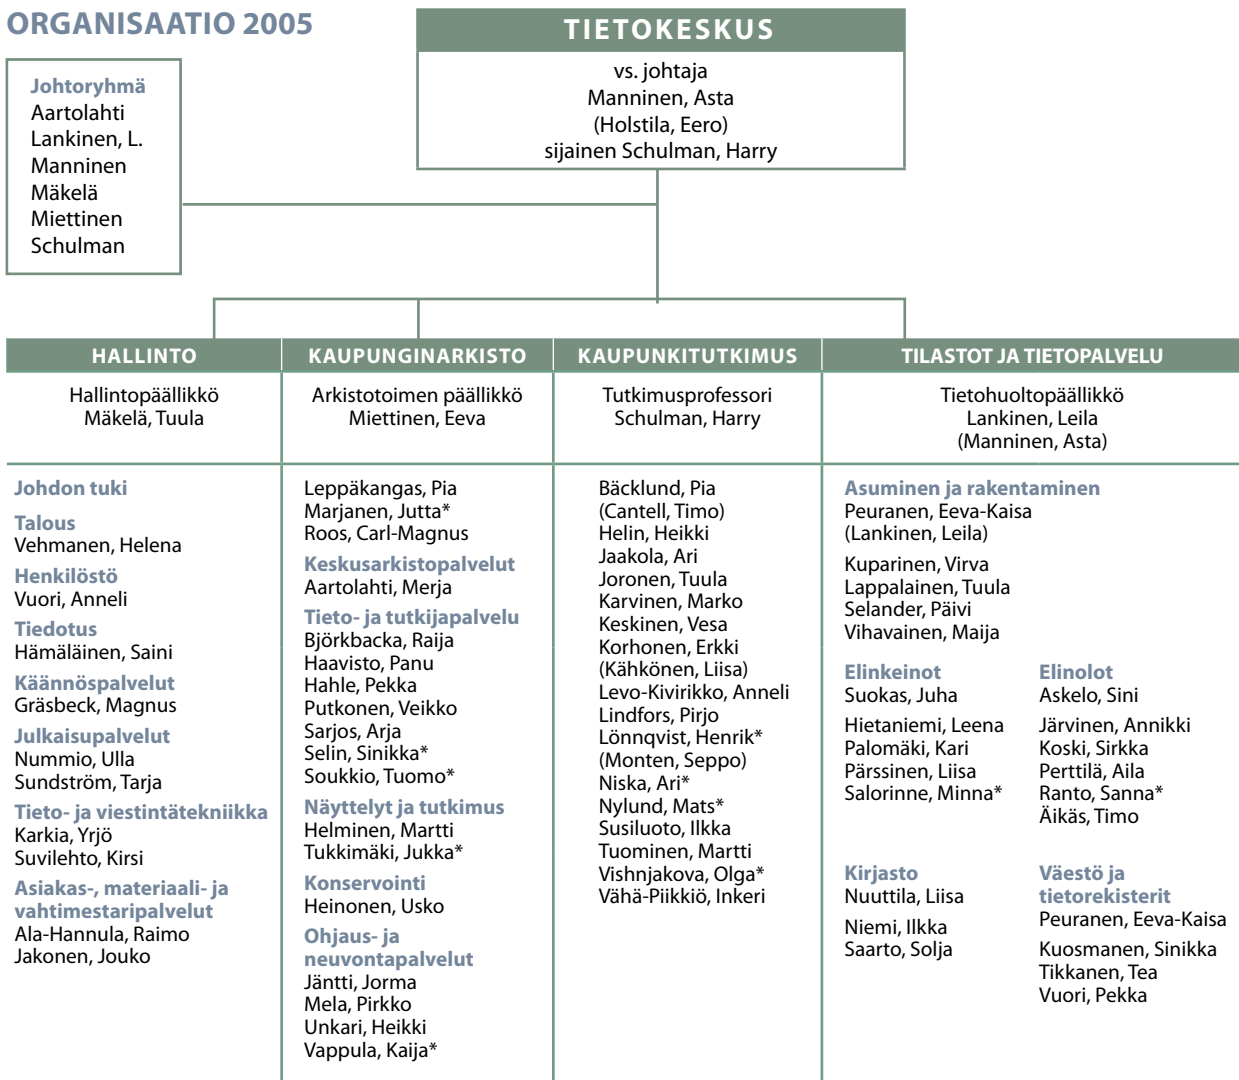 ORGANISAATIO 2005
TIETOKESKUS
vs. johtaja
Manninen, Asta
(Holstila, Eero)
sijainen Schulman, Harry
Johtoryhmä
Aartolahti
Lankinen, L.
Manninen
Mäkelä
Miettinen
Schulman
HALLINTO
Hallintopäällikkö
Mäkelä, Tuula
Johdon tuki
Talous
Vehmanen, Helena
Henkilöstö
Vuori, Anneli
Tiedotus
Hämäläinen, Saini
Käännöspalvelut
Gräsbeck, Magnus
Julkaisupalvelut
Nummio, Ulla
Sundström, Tarja
Tieto- ja viestintätekniikka
Karkia, Yrjö
Suvilehto, Kirsi
Asiakas-, materiaali- ja
vahtimestaripalvelut
Ala-Hannula, Raimo
Jakonen, Jouko
KAUPUNGINARKISTO
Arkistotoimen päällikkö
Miettinen, Eeva
Leppäkangas, Pia
Marjanen, Jutta*
Roos, Carl-Magnus
Keskusarkistopalvelut
Aartolahti, Merja
Tieto- ja tutkijapalvelu
Björkbacka, Raija
Haavisto, Panu
Hahle, Pekka
Putkonen, Veikko
Sarjos, Arja
Selin, Sinikka*
Soukkio, Tuomo*
Näyttelyt ja tutkimus
Helminen, Martti
Tukkimäki, Jukka*
Konservointi
Heinonen, Usko
Ohjaus- ja
neuvontapalvelut
Jäntti, Jorma
Mela, Pirkko
Unkari, Heikki
Vappula, Kaija*
KAUPUNKITUTKIMUS
Tutkimusprofessori
Schulman, Harry
Bäcklund, Pia
(Cantell, Timo)
Helin, Heikki
Jaakola, Ari
Joronen, Tuula
Karvinen, Marko
Keskinen, Vesa
Korhonen, Erkki
(Kähkönen, Liisa)
Levo-Kivirikko, Anneli
Lindfors, Pirjo
Lönnqvist, Henrik*
(Monten, Seppo)
Niska, Ari*
Nylund, Mats*
Susiluoto, Ilkka
Tuominen, Martti
Vishnjakova, Olga*
Vähä-Piikkiö, Inkeri
TILASTOT JA TIETOPALVELU
Tietohuoltopäällikkö
Lankinen, Leila
(Manninen, Asta)
Asuminen ja rakentaminen
Peuranen, Eeva-Kaisa
(Lankinen, Leila)
Kuparinen, Virva
Lappalainen, Tuula
Selander, Päivi
Vihavainen, Maija
Elinkeinot
Suokas, Juha
Hietaniemi, Leena
Palomäki, Kari
Pärssinen, Liisa
Salorinne, Minna*
Elinolot
Askelo, Sini
Järvinen, Annikki
Koski, Sirkka
Perttilä, Aila
Ranto, Sanna*
Äikäs, Timo
Kirjasto
Nuuttila, Liisa
Niemi, Ilkka
Saarto, Solja
Väestö ja
tietorekisterit
Peuranen, Eeva-Kaisa
Kuosmanen, Sinikka
Tikkanen, Tea
Vuori, Pekka